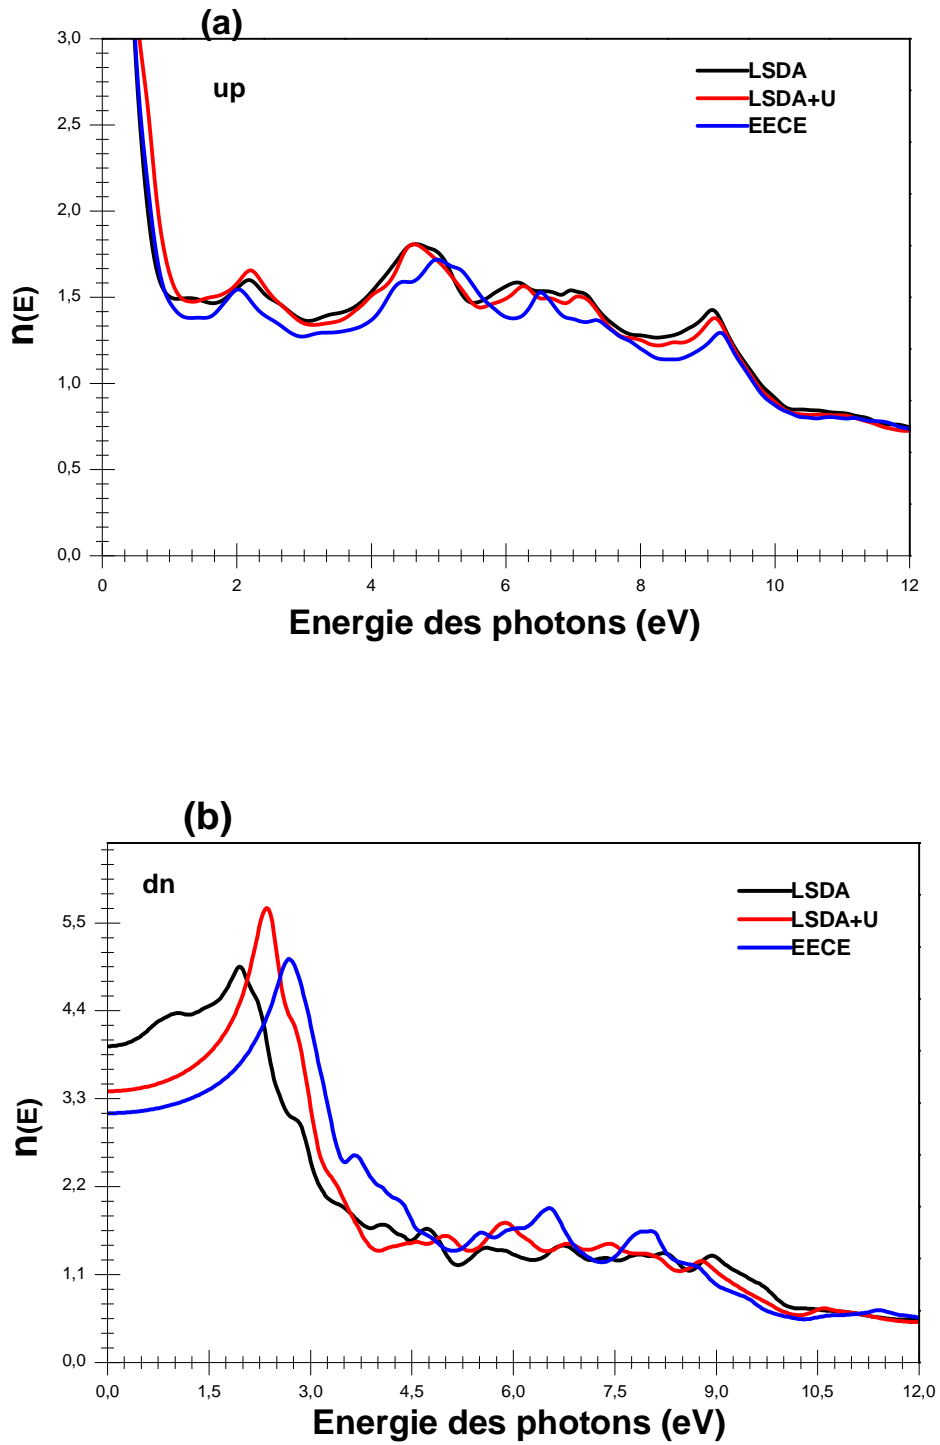 (a)
up
LSDA
LSDA+U
EECE
3,0
2,5
2,0
1,5
1,0
0,5
0,0
n(E)
0 2 4 6 8 10 12
Energie des photons (eV)
(b)
dn
LSDA
LSDA+U
EECE
5,5
4,4
3,3
2,2
1,1
0,0
n(E)
0,0 1,5 3,0 4,5 6,0 7,5 9,0 10,5 12,0
Energie des photons (eV)